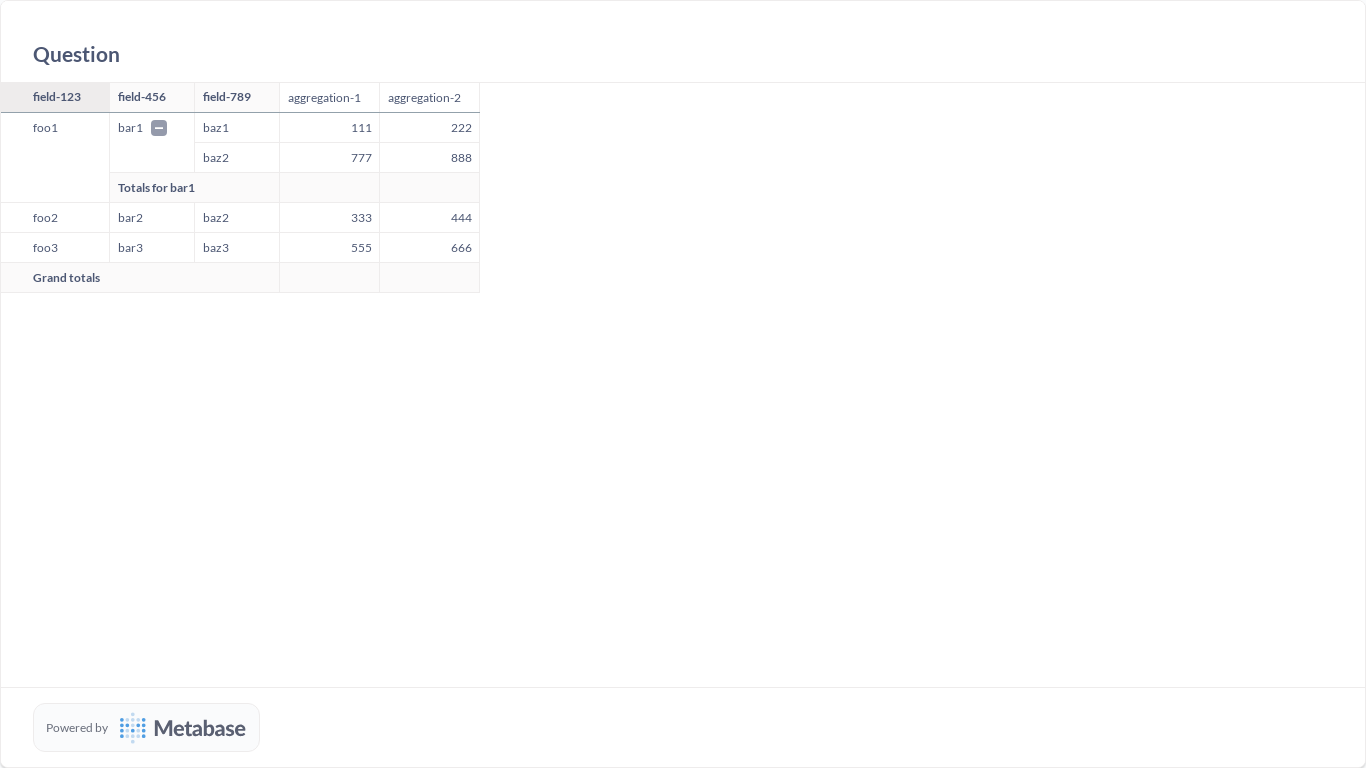 Question
field-123 field-456 field-789 aggregation-1 aggregation-2
foo1 bar1 baz1 111 222
baz2 777 888
Totals for bar1
foo2 bar2 baz2 333 444
foo3 bar3 baz3 555 666
Grand totals
Powered by Metabase